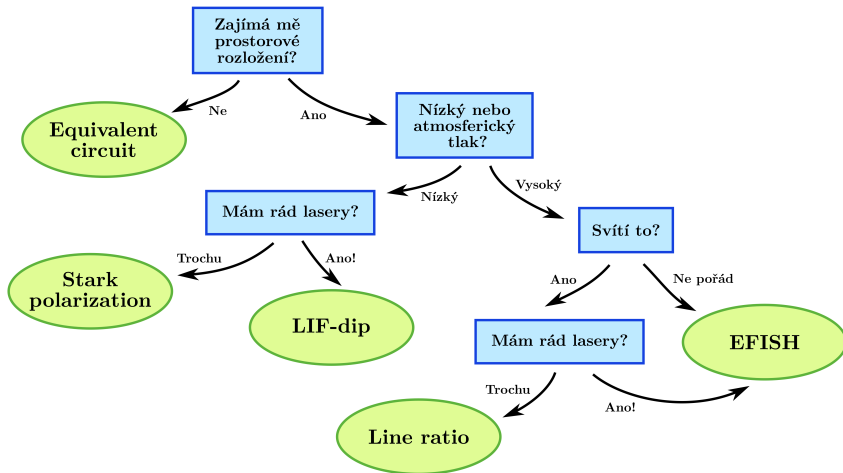 Zajímá mě
prostorové
rozložení?
Ne
Ano
Equivalent
circuit
Nízký nebo
atmosferický
tlak?
Nízký
Vysoký
Mám rád lasery?
Svítí to?
Trochu
Ano!
Stark
polarization
LIF-dip
Ano
Ne pořád
Mám rád lasery?
EFISH
Trochu
Ano!
Line ratio